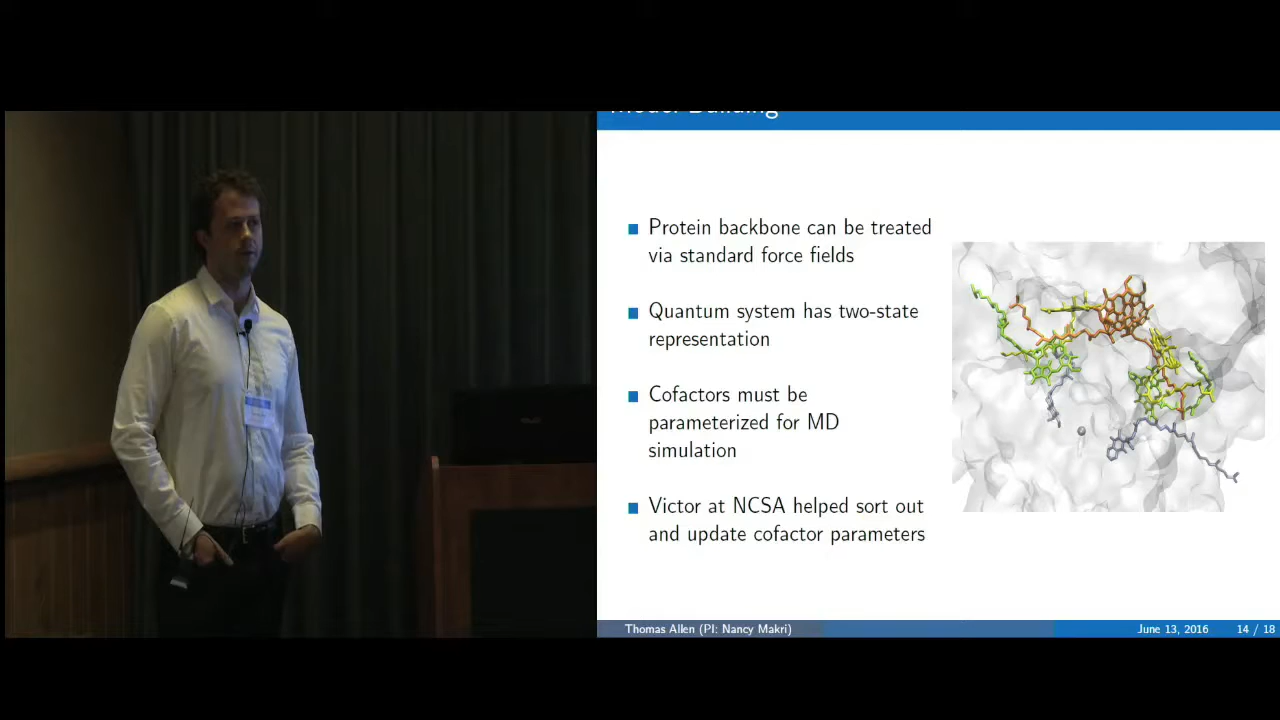 Model Building
Protein backbone can be treated
via standard force fields
Quantum system has two-state
representation
Cofactors must be
parameterized for MD
simulation
Victor at NCSA helped sort out
and update cofactor parameters
Thomas Allen (PI: Nancy Makri)
June 13, 2016
14 / 18